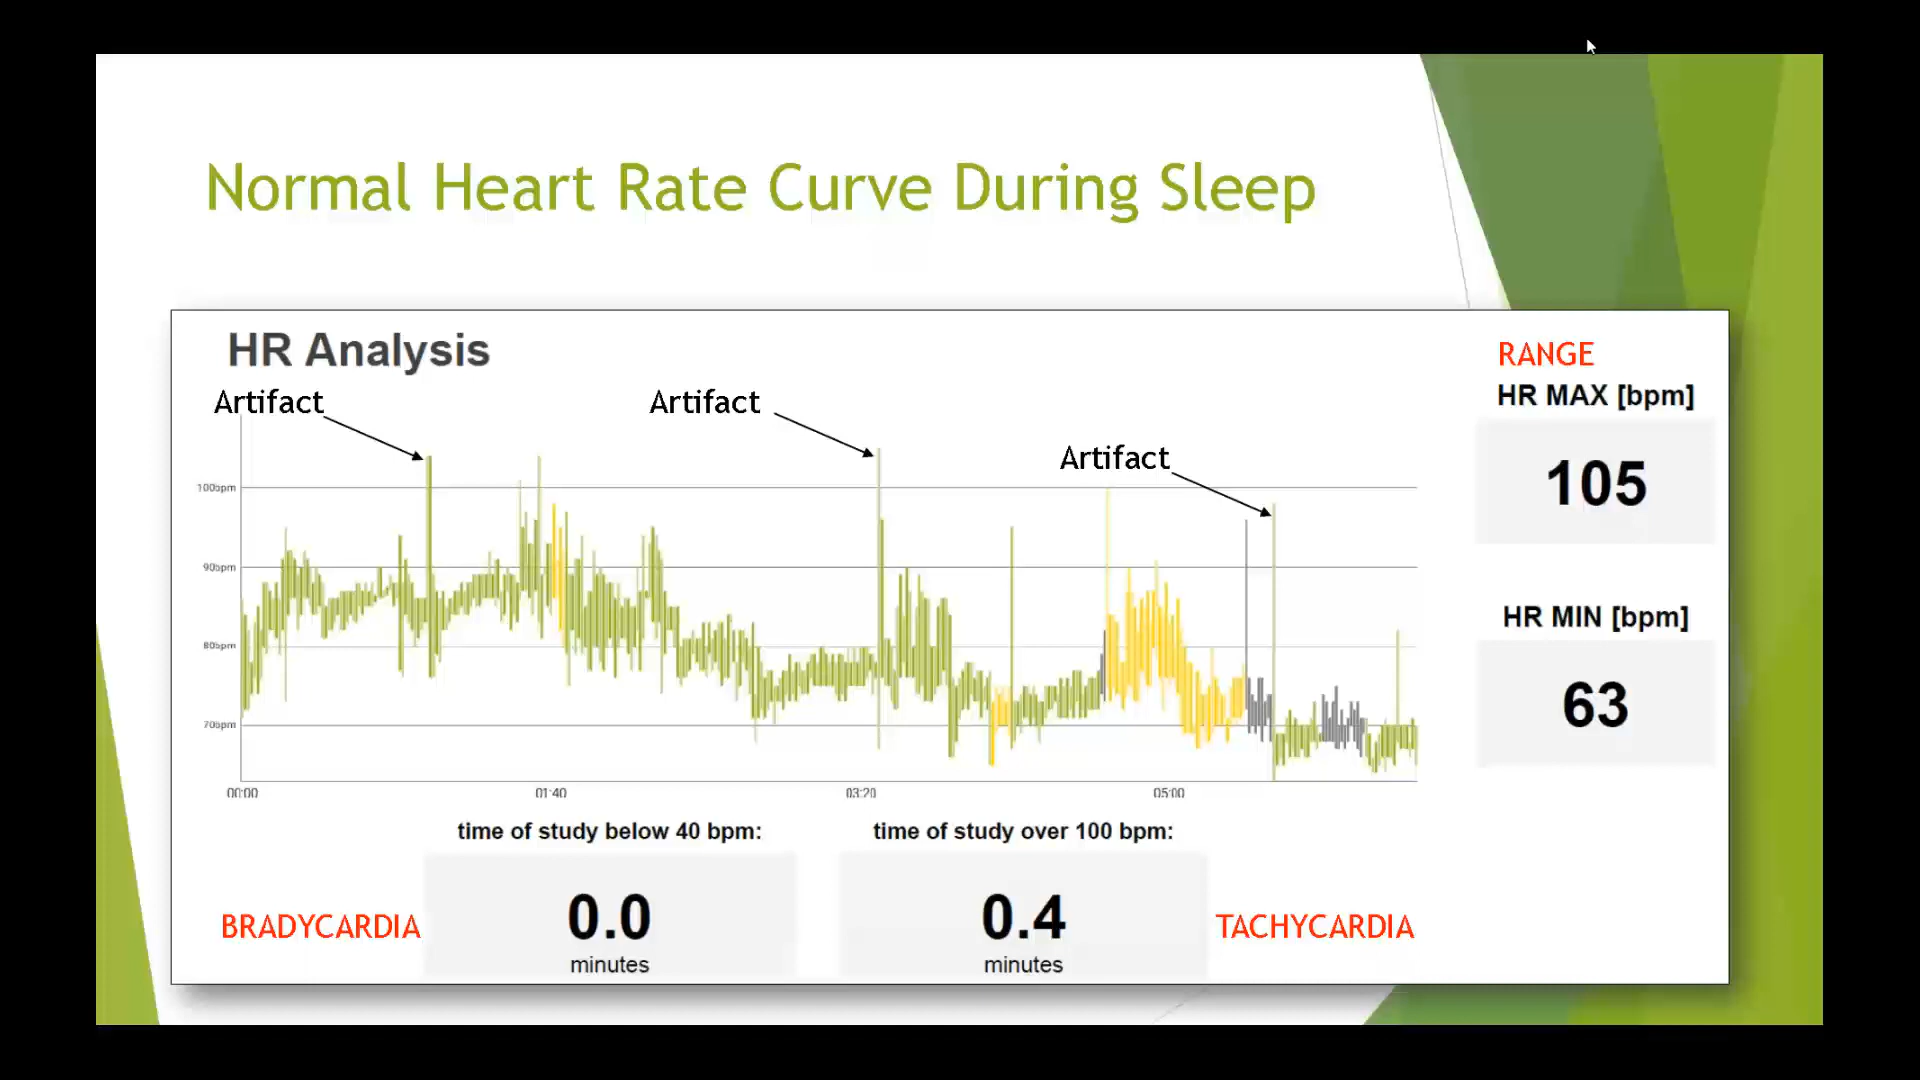 Normal Heart Rate Curve During Sleep
HR Analysis
RANGE
HR MAX [bpm]
105
HR MIN [bpm]
63
Artifact
Artifact
Artifact
100bpm
90bpm
80bpm
70bpm
00:00
01:40
03:20
05:00
time of study below 40 bpm:
time of study over 100 bpm:
BRADYCARDIA
0.0
minutes
0.4
minutes
TACHYCARDIA